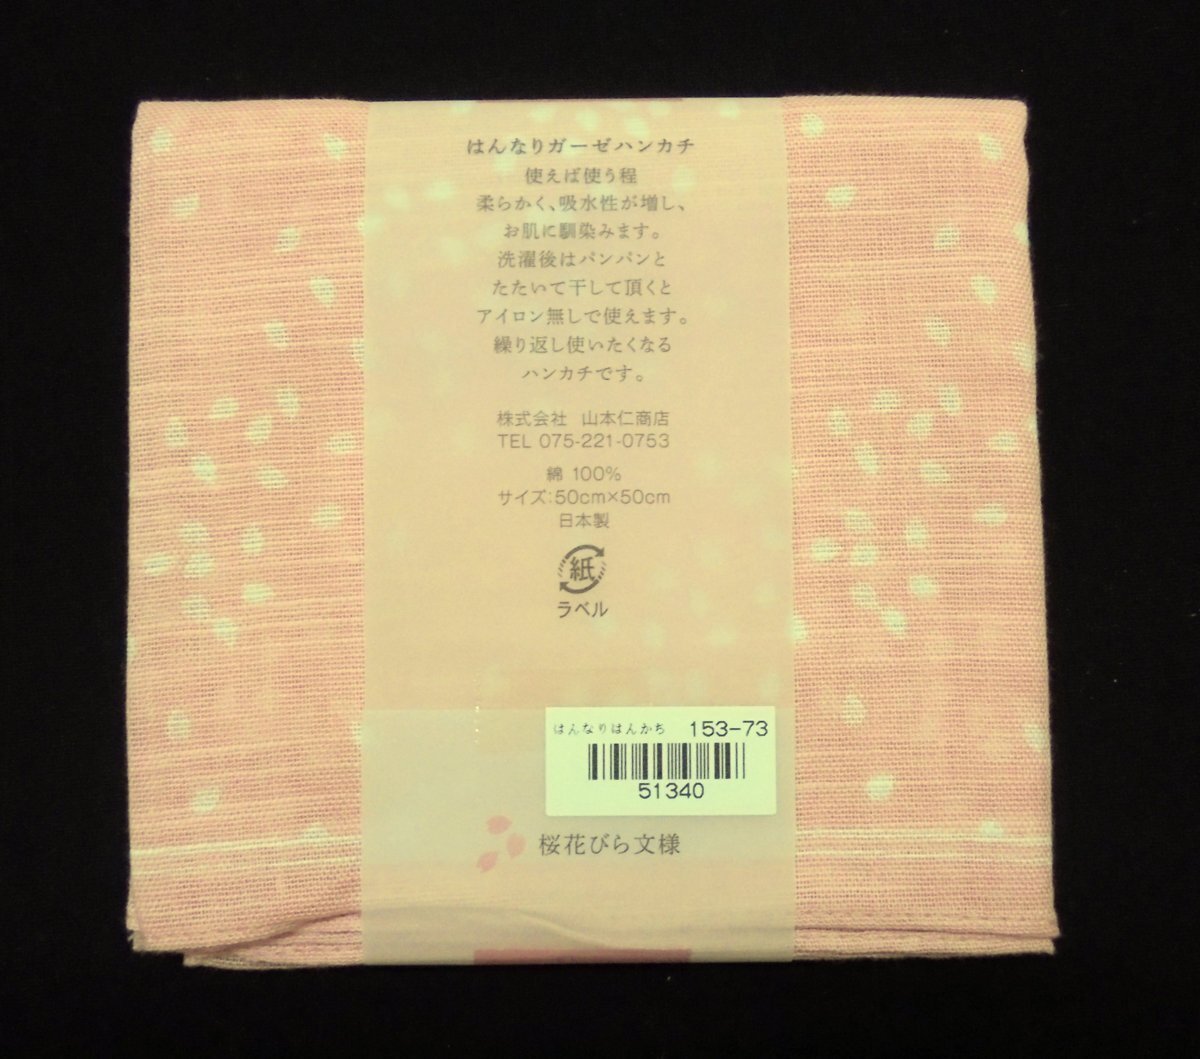 はんなりガーゼハンカチ
使えば使う程
柔らかく、吸水性が増し、
お肌に馴染みます。
洗濯後はパンパンと
たたいて干して頂くと
アイロン無しで使えます。
繰り返し使いたくなる
ハンカチです。
株式会社 山本仁商店
TEL 075-221-0753
綿 100%
サイズ:50cm×50cm
日本製
紙
ラベル
はんなりはんかち 153-73
51340
桜花びら文様